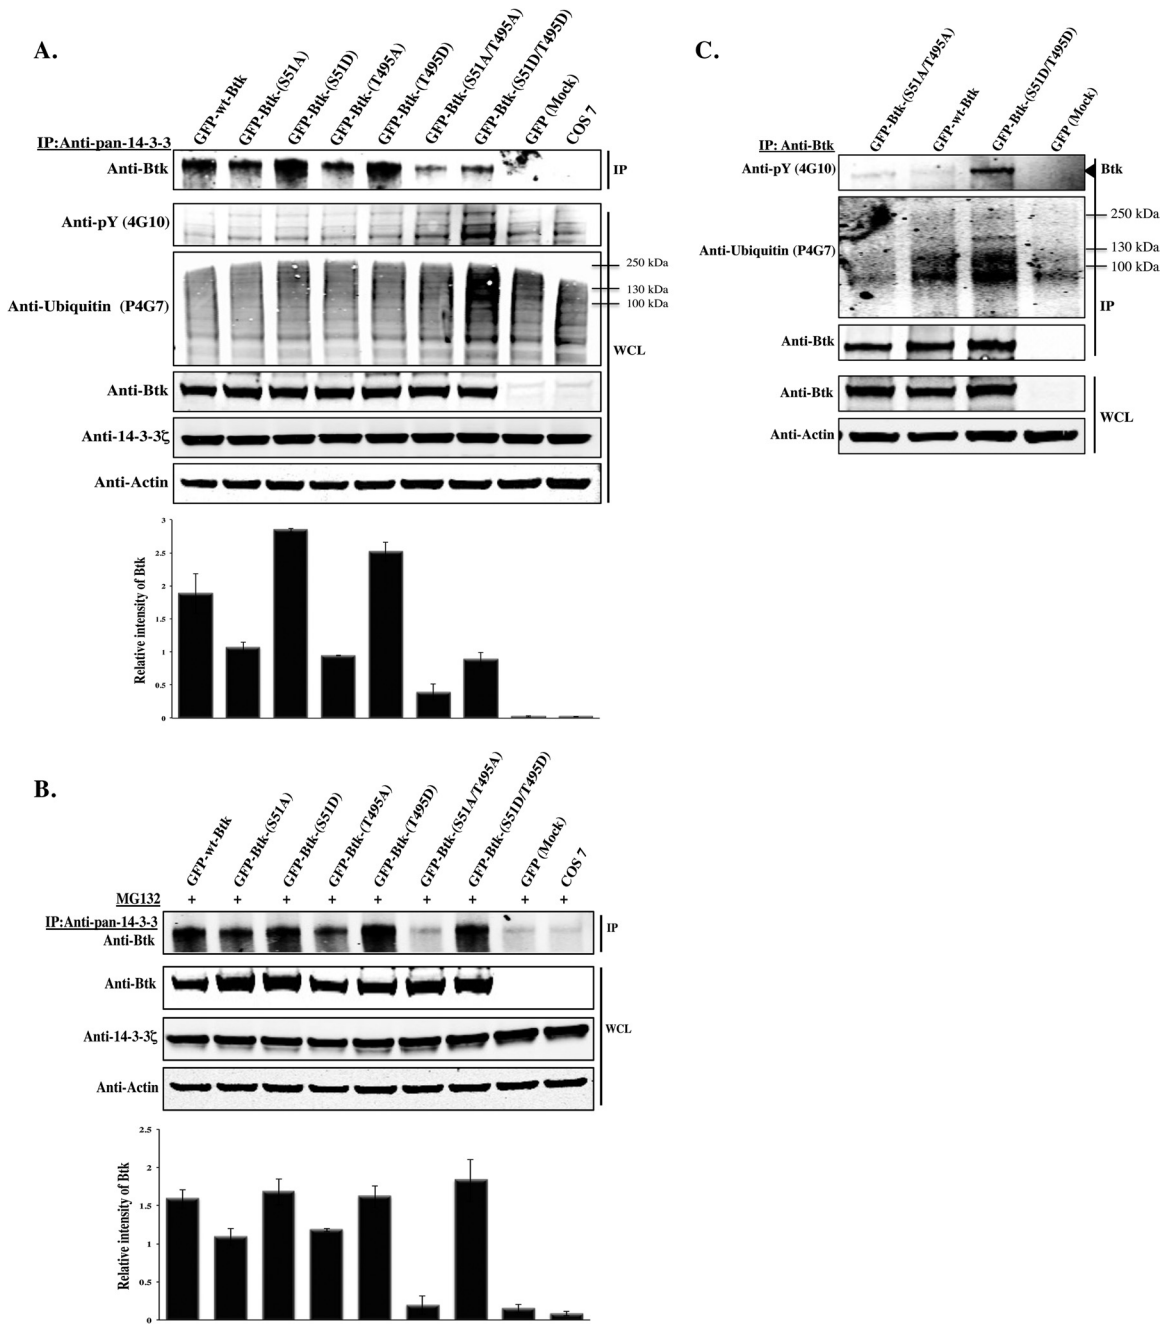 A.
GFP-wt-Btk
GFP-Btk-(S51A)
GFP-Btk-(S51D)
GFP-Btk-(T495A)
GFP-Btk-(T495D)
GFP-Btk-(S51A/T495A)
GFP-Btk-(S51D/T495D)
GFP (Mock)
COS 7
IP:Anti-pan-14-3-3
Anti-Btk
IP
Anti-pY (4G10)
Anti-Ubiquitin (P4G7)
250 kDa
130 kDa
100 kDa
WCL
Anti-Btk
Anti-14-3-3ζ
Anti-Actin
Relative intensity of Btk
3
2.5
2
1.5
1
0.5
0
B.
GFP-wt-Btk
GFP-Btk-(S51A)
GFP-Btk-(S51D)
GFP-Btk-(T495A)
GFP-Btk-(T495D)
GFP-Btk-(S51A/T495A)
GFP-Btk-(S51D/T495D)
GFP (Mock)
COS 7
MG132 + + + + + + + + +
IP:Anti-pan-14-3-3
Anti-Btk
IP
Anti-Btk
Anti-14-3-3ζ
WCL
Anti-Actin
Relative intensity of Btk
2.5
2
1.5
1
0.5
0
C.
GFP-Btk-(S51A/T495A)
GFP-wt-Btk
GFP-Btk-(S51D/T495D)
GFP (Mock)
IP: Anti-Btk
Anti-pY (4G10)
Btk
Anti-Ubiquitin (P4G7)
250 kDa
130 kDa
100 kDa
IP
Anti-Btk
Anti-Btk
WCL
Anti-Actin